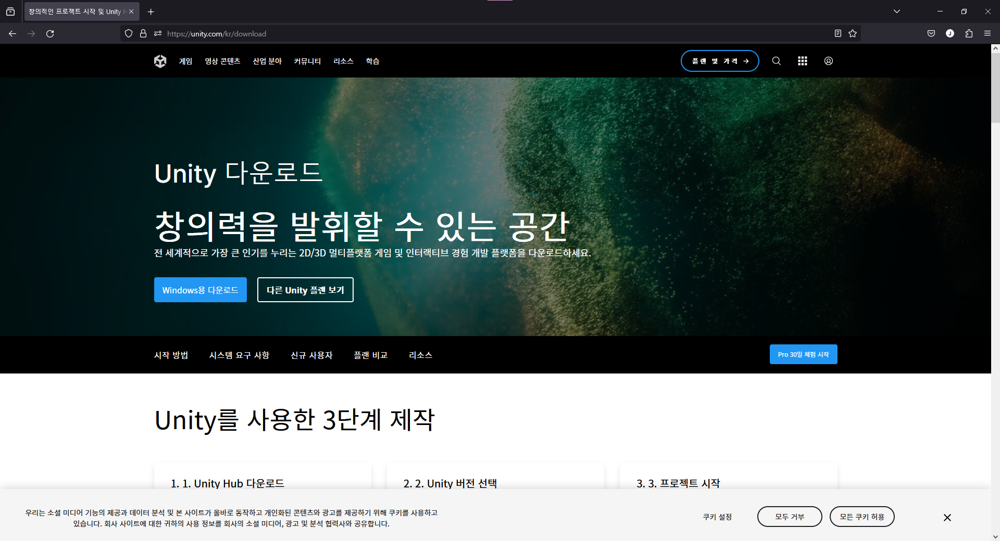 창의적인 프로젝트 시작 및 Unity H
https://unity.com/kr/download
J
게임 영상 콘텐츠 산업 분야 커뮤니티 리소스 학습 플랜 및 가격 →
Unity 다운로드
창의력을 발휘할 수 있는 공간
전 세계적으로 가장 큰 인기를 누리는 2D/3D 멀티플랫폼 게임 및 인터랙티브 경험 개발 플랫폼을 다운로드하세요.
Windows용 다운로드 다른 Unity 플랜 보기
시작 방법 시스템 요구 사항 신규 사용자 플랜 비교 리소스 Pro 30일 체험 시작
Unity를 사용한 3단계 제작
1. 1. Unity Hub 다운로드 2. 2. Unity 버전 선택 3. 3. 프로젝트 시작
우리는 소셜 미디어 기능의 제공과 데이터 분석 및 본 사이트가 올바로 동작하고 개인화된 콘텐츠와 광고를 제공하기 위해 쿠키를 사용하고
있습니다. 회사 사이트에 대한 귀하의 사용 정보를 회사의 소셜 미디어, 광고 및 분석 협력사와 공유합니다.
쿠키 설정 모두 거부 모든 쿠키 허용